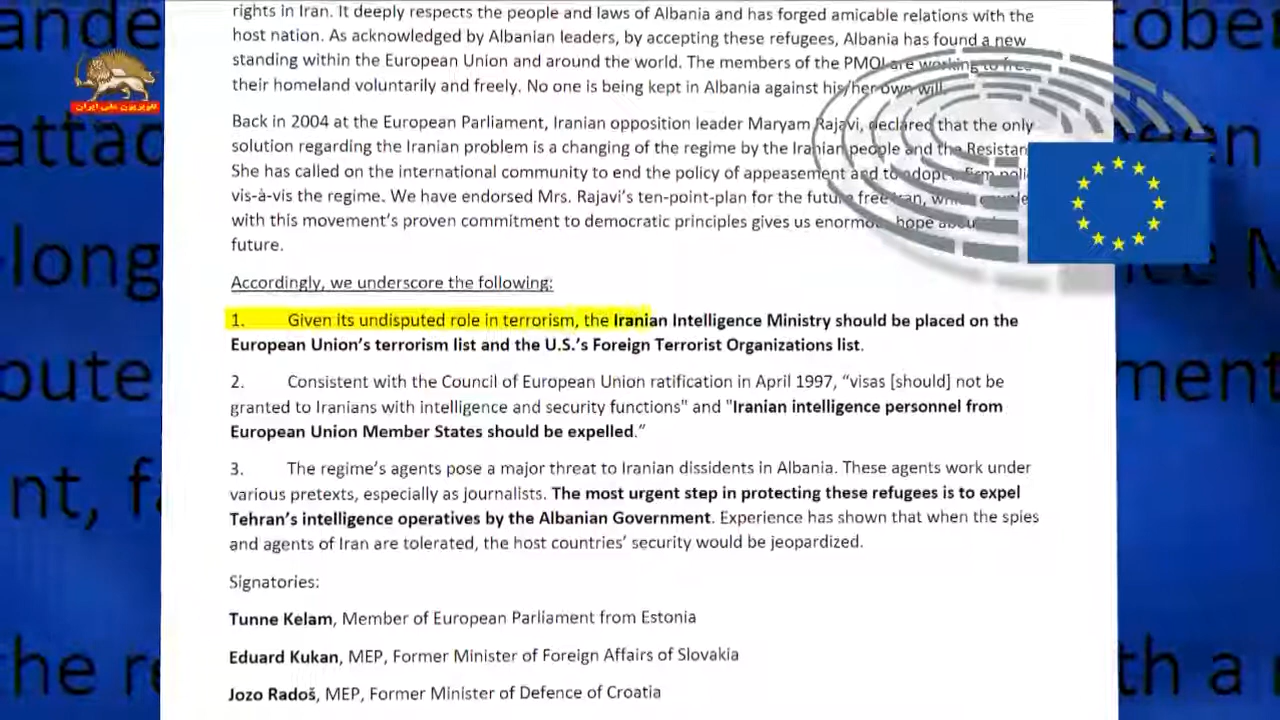 rights in Iran. It deeply respects the people and laws of Albania and has forged amicable relations with the
host nation. As acknowledged by Albanian leaders, by accepting these refugees, Albania has found a new
standing within the European Union and around the world. The members of the PMOI are working to free
their homeland voluntarily and freely. No one is being kept in Albania against his/her own will.
Back in 2004 at the European Parliament, Iranian opposition leader Maryam Rajavi, declared that the only
solution regarding the Iranian problem is a changing of the regime by the Iranian people and the Resistan
She has called on the international community to end the policy of appeasement and to adopt a firm poli
vis-à-vis the regime. We have endorsed Mrs. Rajavi's ten-point-plan for the future free Iran,
with this movement's proven commitment to democratic principles gives us enormous hope about
future.
Accordingly, we underscore the following:
1. Given its undisputed role in terrorism, the Iranian Intelligence Ministry should be placed on the
European Union's terrorism list and the U.S.'s Foreign Terrorist Organizations list.
2. Consistent with the Council of European Union ratification in April 1997, “visas [should] not be
granted to Iranians with intelligence and security functions" and "Iranian intelligence personnel from
European Union Member States should be expelled.”
3. The regime's agents pose a major threat to Iranian dissidents in Albania. These agents work under
various pretexts, especially as journalists. The most urgent step in protecting these refugees is to expel
Tehran's intelligence operatives by the Albanian Government. Experience has shown that when the spies
and agents of Iran are tolerated, the host countries' security would be jeopardized.
Signatories:
Tunne Kelam, Member of European Parliament from Estonia
Eduard Kukan, MEP, Former Minister of Foreign Affairs of Slovakia
Jozo Radoš, MEP, Former Minister of Defence of Croatia
تلویزیون ملی ایران